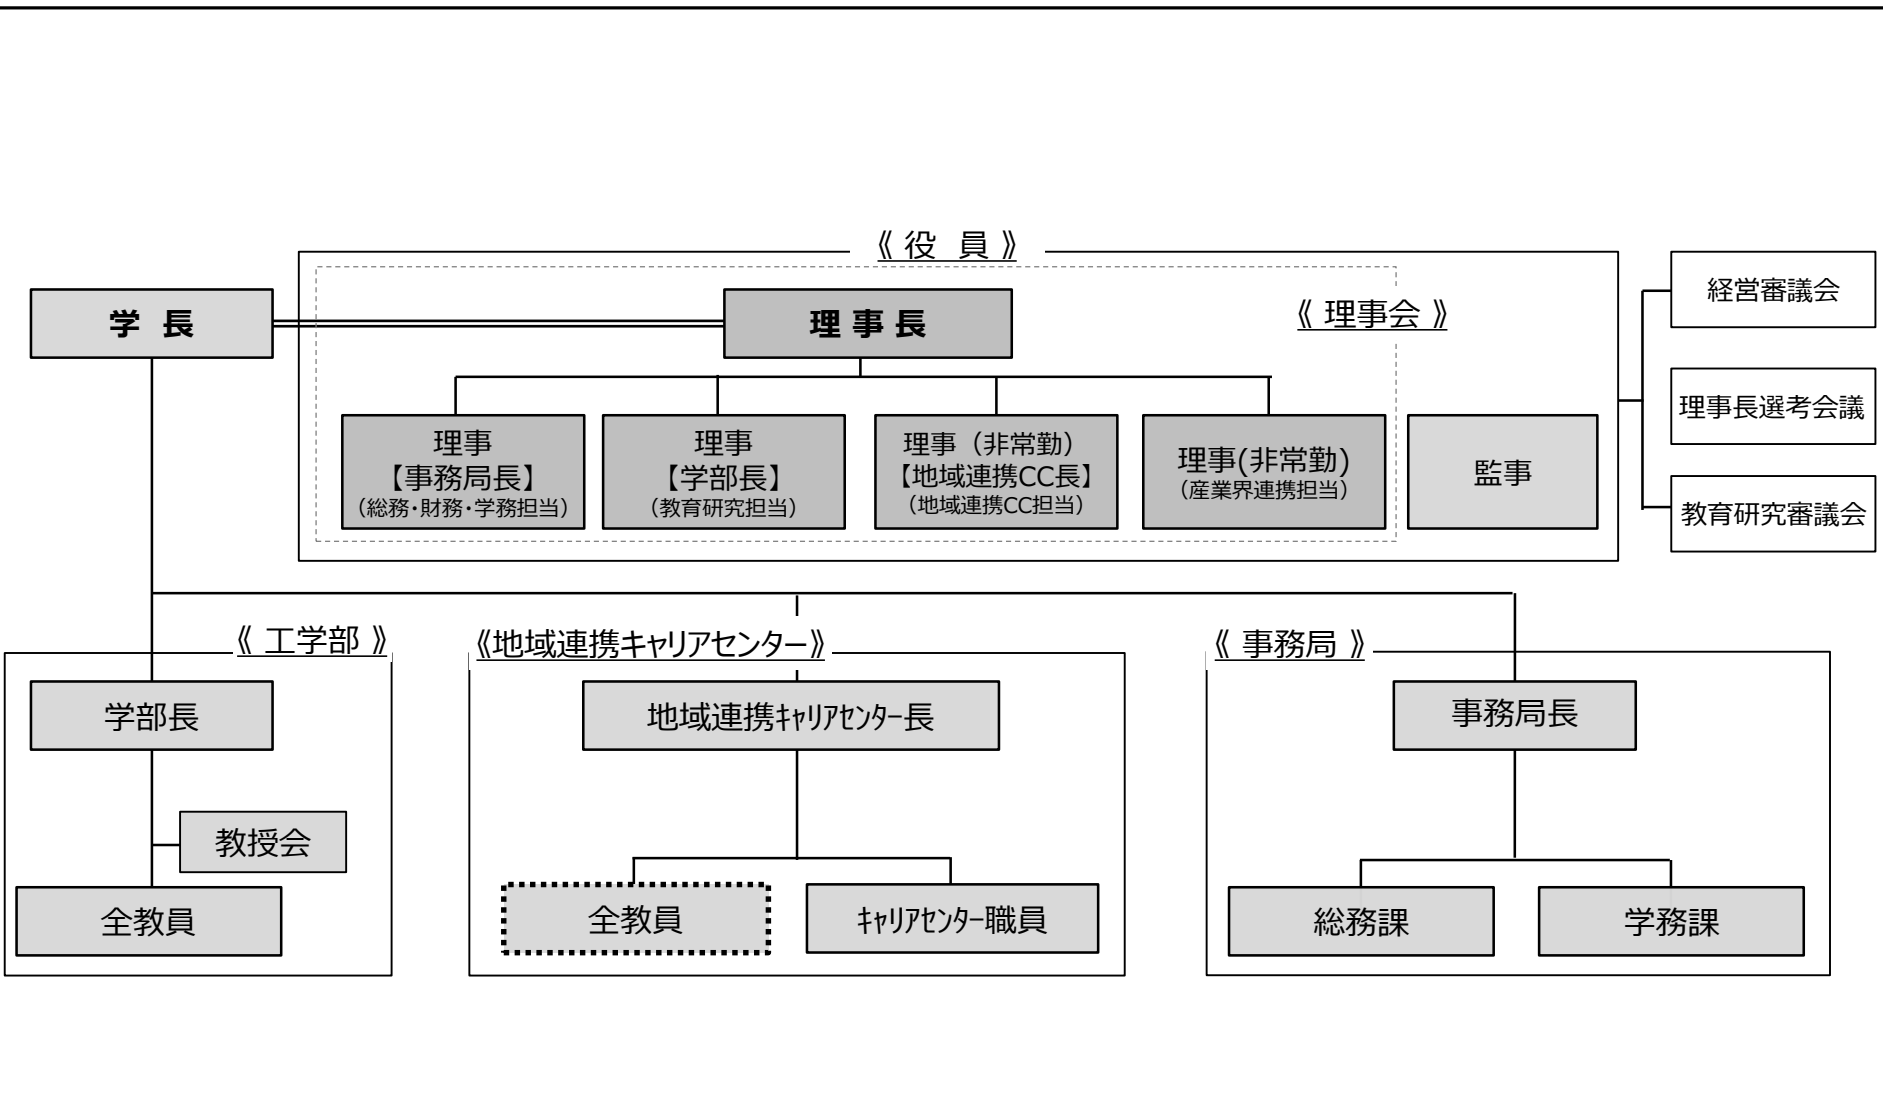 《 役　員 》
学　長
理 事 長
《 理事会 》
理事
【事務局長】
（総務・財務・学務担当）
理事
【学部長】
（教育研究担当）
理事（非常勤）
【地域連携CC長】
（地域連携CC担当）
理事(非常勤)
（産業界連携担当）
監事
経営審議会
理事長選考会議
教育研究審議会
《 工学部 》
学部長
教授会
全教員
《地域連携キャリアセンター》
地域連携ｷｬﾘｱｾﾝﾀｰ長
全教員
ｷｬﾘｱｾﾝﾀｰ職員
《 事務局 》
事務局長
総務課
学務課